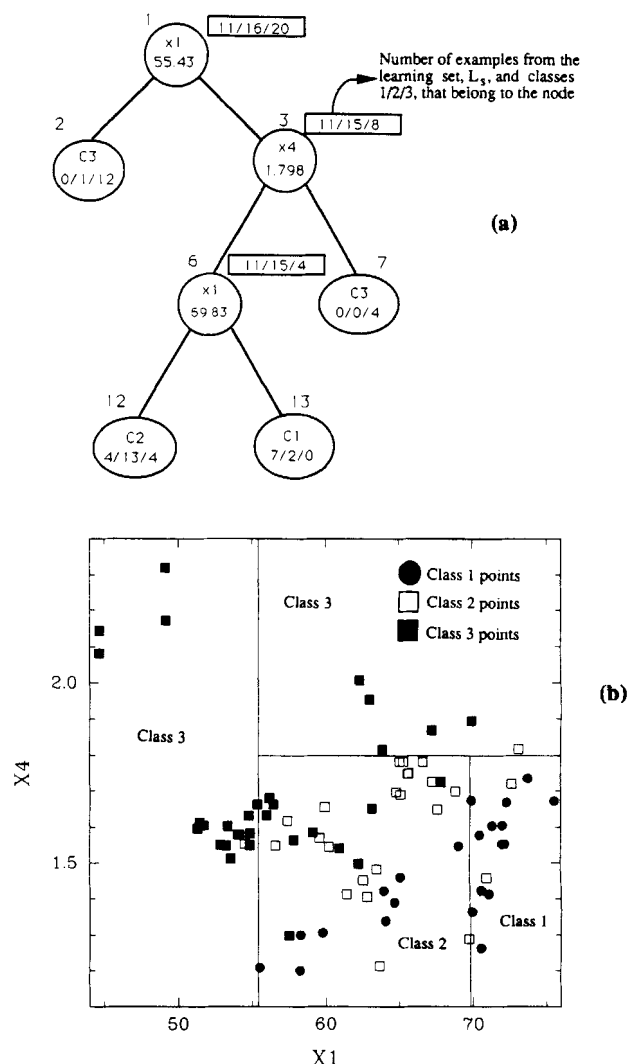 1
x1
55.43
11/16/20
Number of examples from the
learning set, Ls, and classes
1/2/3, that belong to the node
2
C3
0/1/12
3
x4
1.798
11/15/8
(a)
6
x1
59.83
11/15/4
7
C3
0/0/4
12
C2
4/13/4
13
C1
7/2/0
Class 3
Class 1 points
Class 2 points
Class 3 points
(b)
2.0
Class 3
X4
1.5
Class 1
Class 2
50
60
70
X1